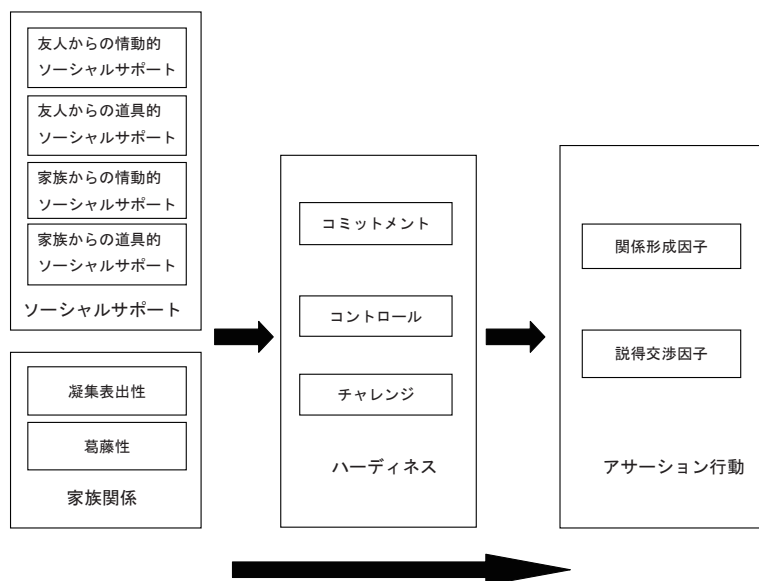 友人からの情動的
ソーシャルサポート
友人からの道具的
ソーシャルサポート
家族からの情動的
ソーシャルサポート
家族からの道具的
ソーシャルサポート
ソーシャルサポート
凝集表出性
葛藤性
家族関係
コミットメント
コントロール
チャレンジ
ハーディネス
関係形成因子
説得交渉因子
アサーション行動